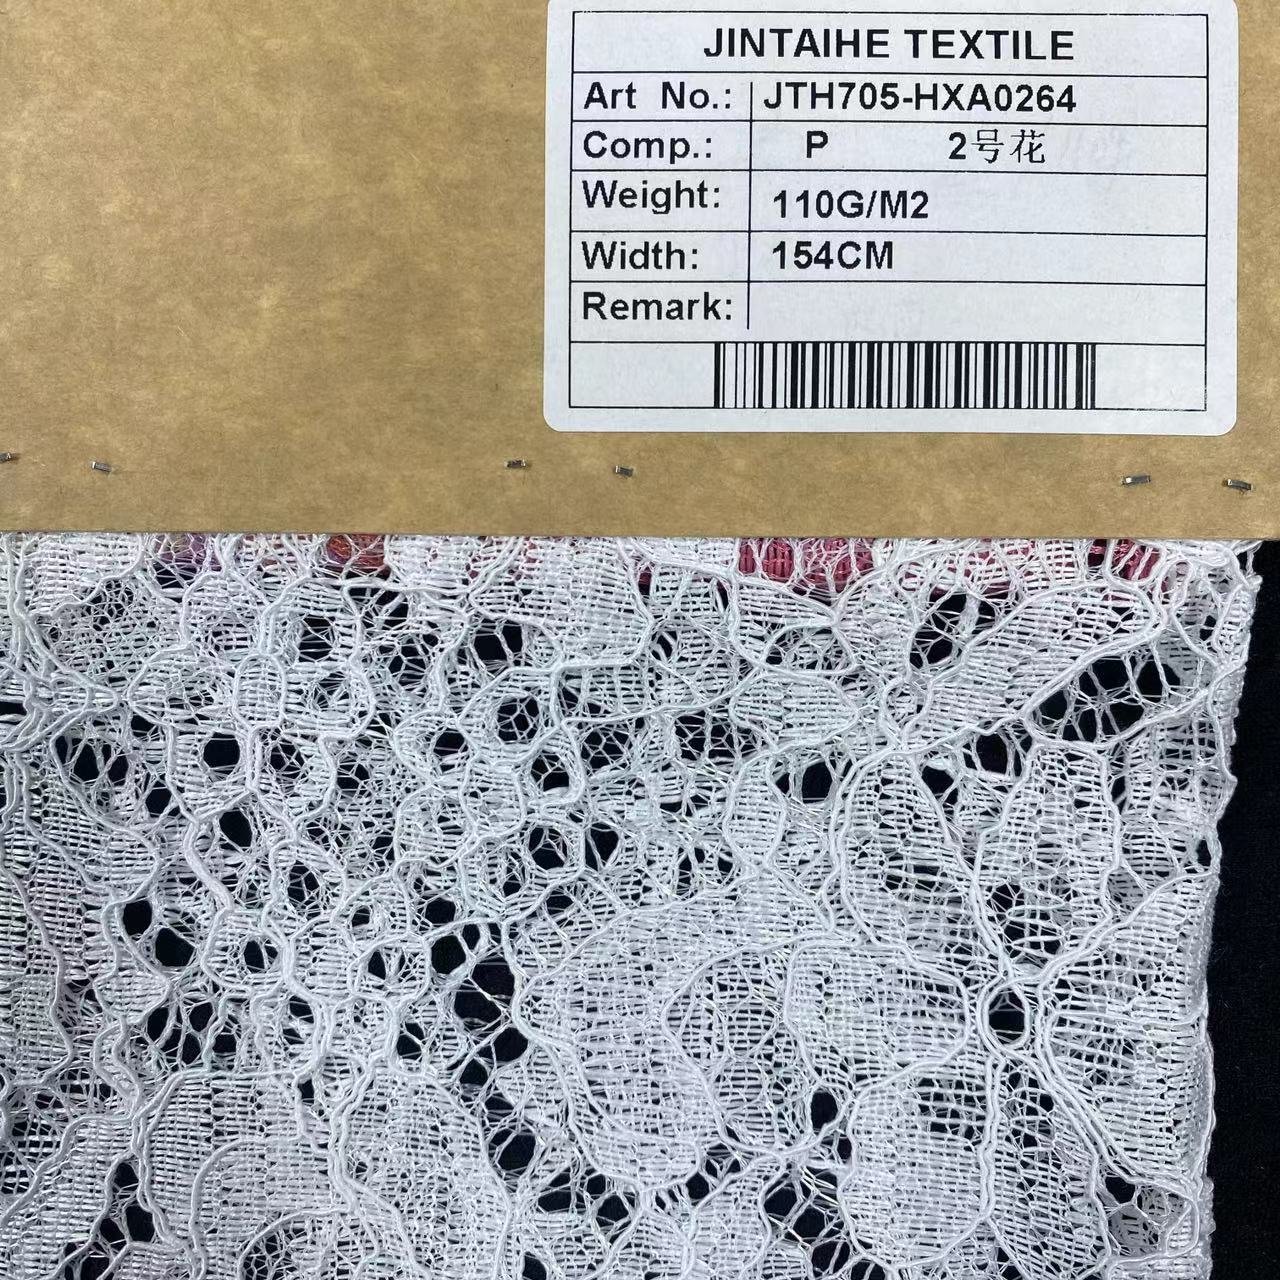 JINTAIHE TEXTILE
Art No.: JTH705-HXA0264
Comp.: P 2号花
Weight: 110G/M2
Width: 154CM
Remark: